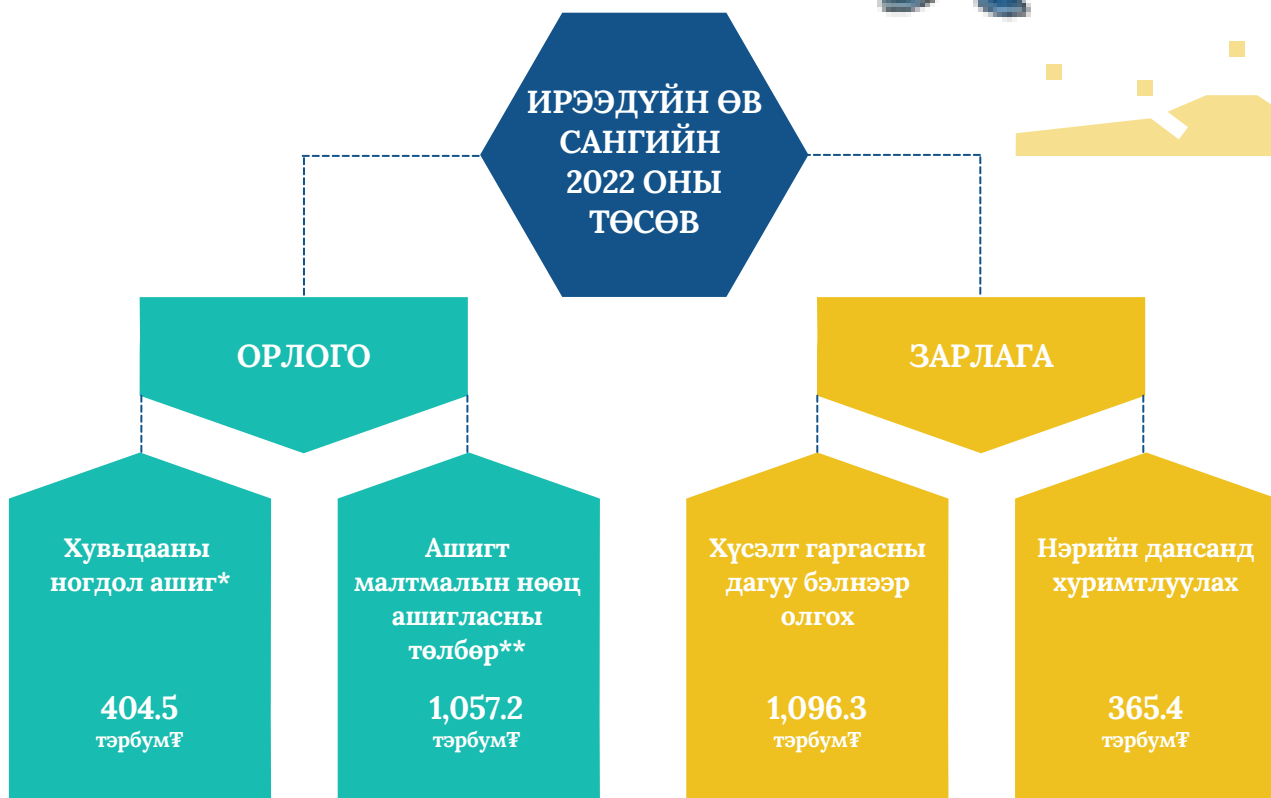 ИРЭЭДҮЙН ӨВ
САНГИЙН
2022 ОНЫ
ТӨСӨВ
ОРЛОГО
ЗАРЛАГА
Хувьцааны
ногдол ашиг*
404.5
тэрбум₮
Ашигт
малтмалын нөөц
ашигласны
төлбөр**
1,057.2
тэрбум₮
Хүсэлт гаргасны
дагуу бэлнээр
олгох
1,096.3
тэрбум₮
Нэрийн дансанд
хуримтлуулах
365.4
тэрбум₮